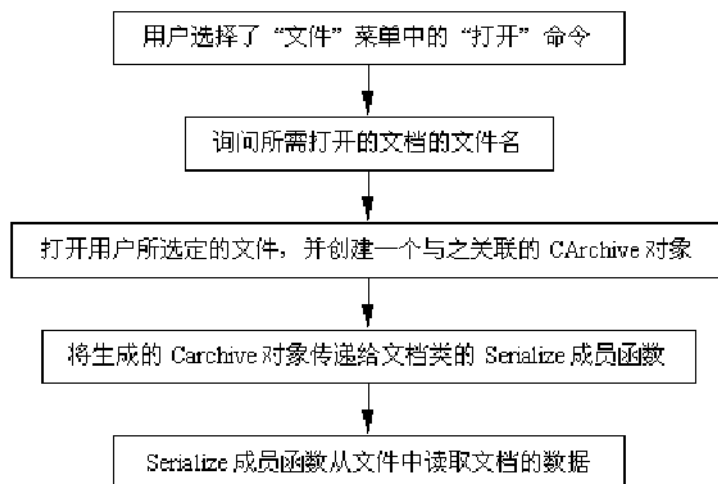 用户选择了“文件”菜单中的“打开”命令
询问所需打开的文档的文件名
打开用户所选定的文件，并创建一个与之关联的 CArchive 对象
将生成的 Carchive 对象传递给文档类的 Serialize 成员函数
Serialize 成员函数从文件中读取文档的数据